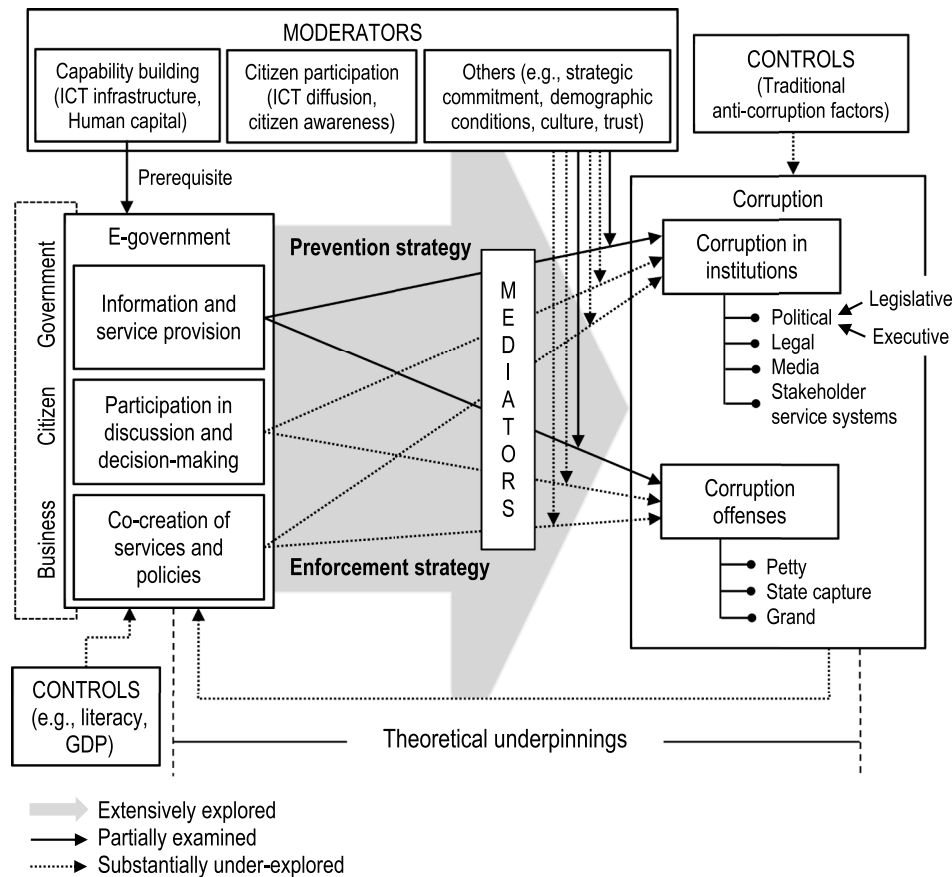 MODERATORS
Capability building
(ICT infrastructure,
Human capital)
Citizen participation
(ICT diffusion,
citizen awareness)
Others (e.g., strategic
commitment, demographic
conditions, culture, trust)
CONTROLS
(Traditional
anti-corruption factors)
Prerequisite
Government
Citizen
Business
E-government
Information and
service provision
Participation in
discussion and
decision-making
Co-creation of
services and
policies
Prevention strategy
MEDIATORS
Enforcement strategy
Corruption
Corruption in
institutions
Political
Legal
Media
Stakeholder
service systems
Legislative
Executive
Corruption
offenses
Petty
State capture
Grand
CONTROLS
(e.g., literacy,
GDP)
Theoretical underpinnings
Extensively explored
Partially examined
Substantially under-explored